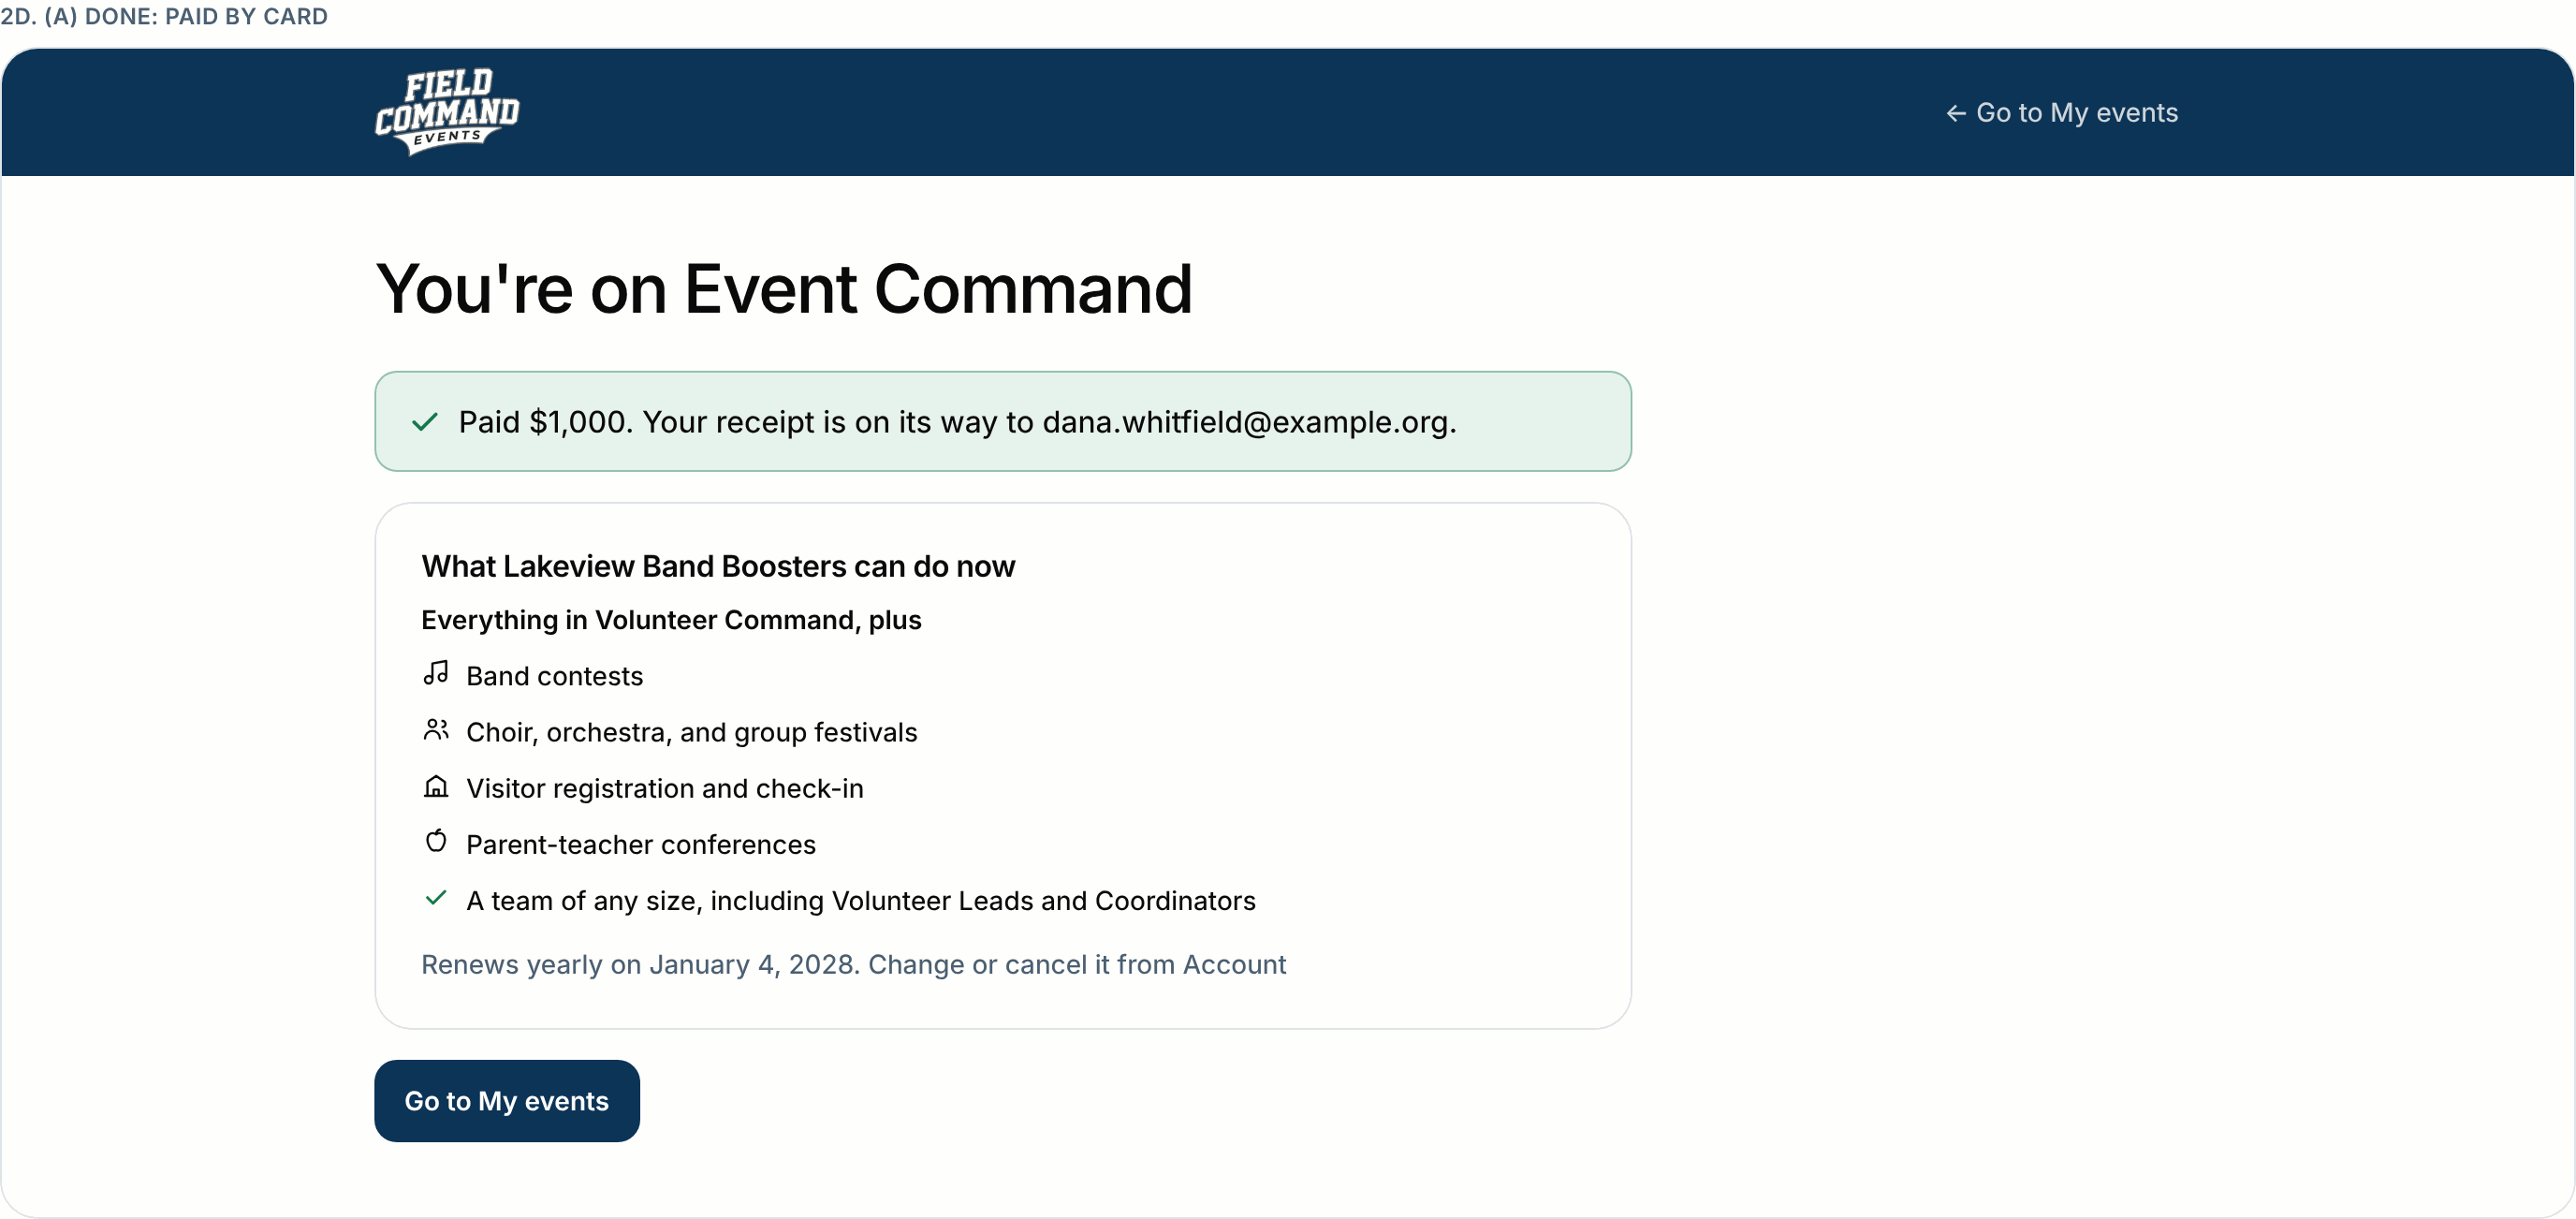 2D. (A) DONE: PAID BY CARD
FIELD
COMMAND
EVENTS
← Go to My events
You're on Event Command
Paid $1,000. Your receipt is on its way to dana.whitfield@example.org.
What Lakeview Band Boosters can do now
Everything in Volunteer Command, plus
Band contests
Choir, orchestra, and group festivals
Visitor registration and check-in
Parent-teacher conferences
A team of any size, including Volunteer Leads and Coordinators
Renews yearly on January 4, 2028. Change or cancel it from Account
Go to My events